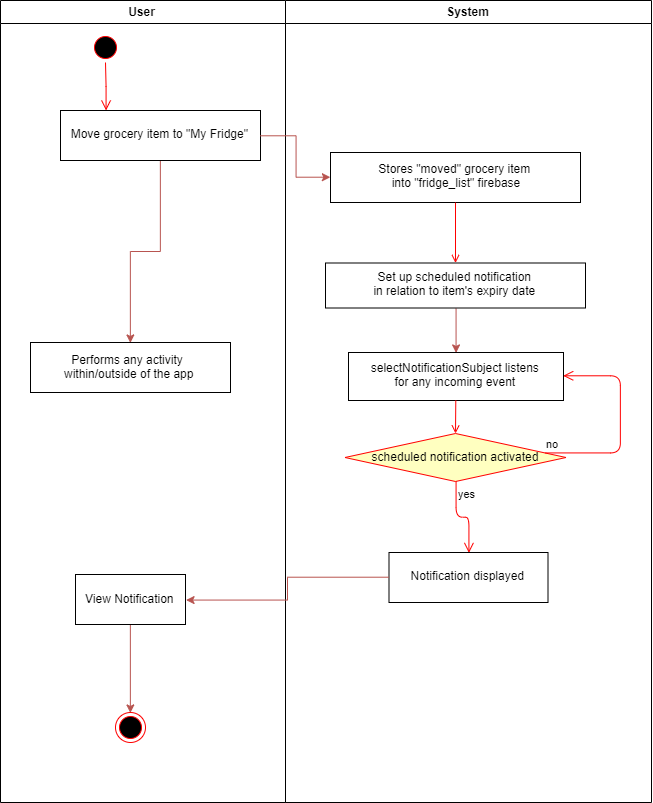 User
System
Move grocery item to "My Fridge"
Stores "moved" grocery item
into "fridge_list" firebase
Set up scheduled notification
in relation to item's expiry date
Performs any activity
within/outside of the app
selectNotificationSubject listens
for any incoming event
no
scheduled notification activated
yes
Notification displayed
View Notification